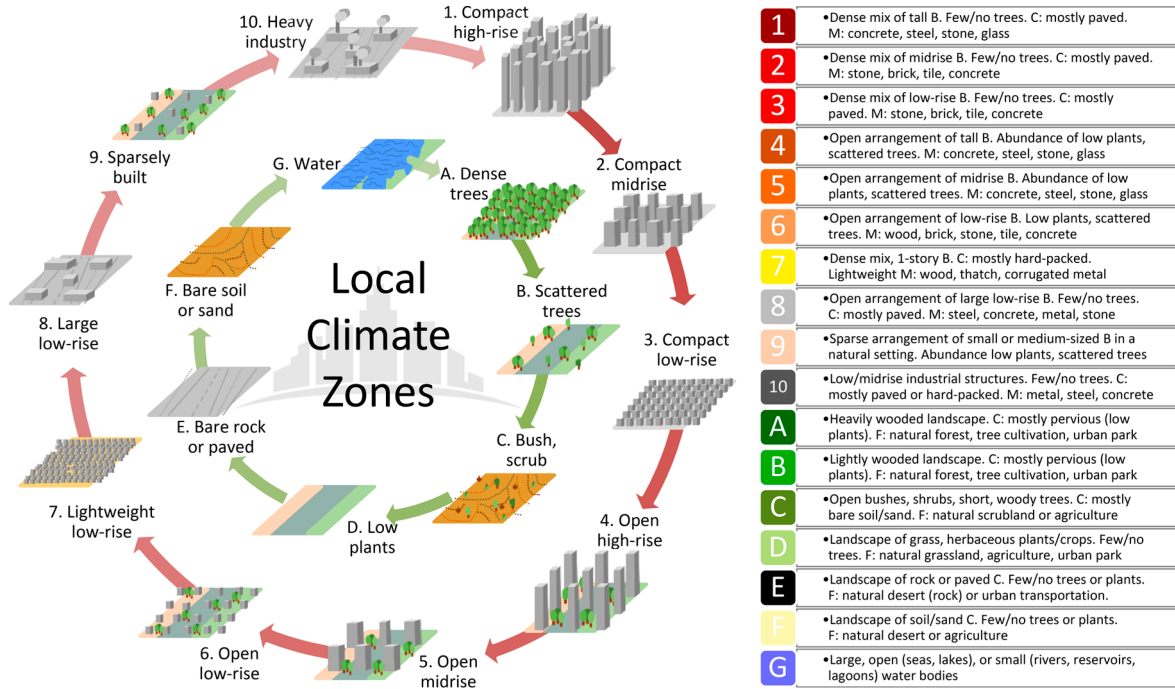 10. Heavy
industry
1. Compact
high-rise
2. Compact
midrise
3. Compact
low-rise
4. Open
high-rise
5. Open
midrise
6. Open
low-rise
7. Lightweight
low-rise
8. Large
low-rise
9. Sparsely
built
G. Water
A. Dense
trees
B. Scattered
trees
C. Bush,
scrub
D. Low
plants
E. Bare rock
or paved
F. Bare soil
or sand
Local
Climate
Zones
1
•Dense mix of tall B. Few/no trees. C: mostly paved.
M: concrete, steel, stone, glass
2
•Dense mix of midrise B. Few/no trees. C: mostly paved.
M: stone, brick, tile, concrete
3
•Dense mix of low-rise B. Few/no trees. C: mostly
paved. M: stone, brick, tile, concrete
4
•Open arrangement of tall B. Abundance of low plants,
scattered trees. M: concrete, steel, stone, glass
5
•Open arrangement of midrise B. Abundance of low
plants, scattered trees. M: concrete, steel, stone, glass
6
•Open arrangement of low-rise B. Low plants, scattered
trees. M: wood, brick, stone, tile, concrete
7
•Dense mix, 1-story B. C: mostly hard-packed.
Lightweight M: wood, thatch, corrugated metal
8
•Open arrangement of large low-rise B. Few/no trees.
C: mostly paved. M: steel, concrete, metal, stone
9
•Sparse arrangement of small or medium-sized B in a
natural setting. Abundance low plants, scattered trees
10
•Low/midrise industrial structures. Few/no trees. C:
mostly paved or hard-packed. M: metal, steel, concrete
A
•Heavily wooded landscape. C: mostly pervious (low
plants). F: natural forest, tree cultivation, urban park
B
•Lightly wooded landscape. C: mostly pervious (low
plants). F: natural forest, tree cultivation, urban park
C
•Open bushes, shrubs, short, woody trees. C: mostly
bare soil/sand. F: natural scrubland or agriculture
D
•Landscape of grass, herbaceous plants/crops. Few/no
trees. F: natural grassland, agriculture, urban park
E
•Landscape of rock or paved C. Few/no trees or plants.
F: natural desert (rock) or urban transportation.
F
•Landscape of soil/sand C. Few/no trees or plants.
F: natural desert or agriculture
G
•Large, open (seas, lakes), or small (rivers, reservoirs,
lagoons) water bodies